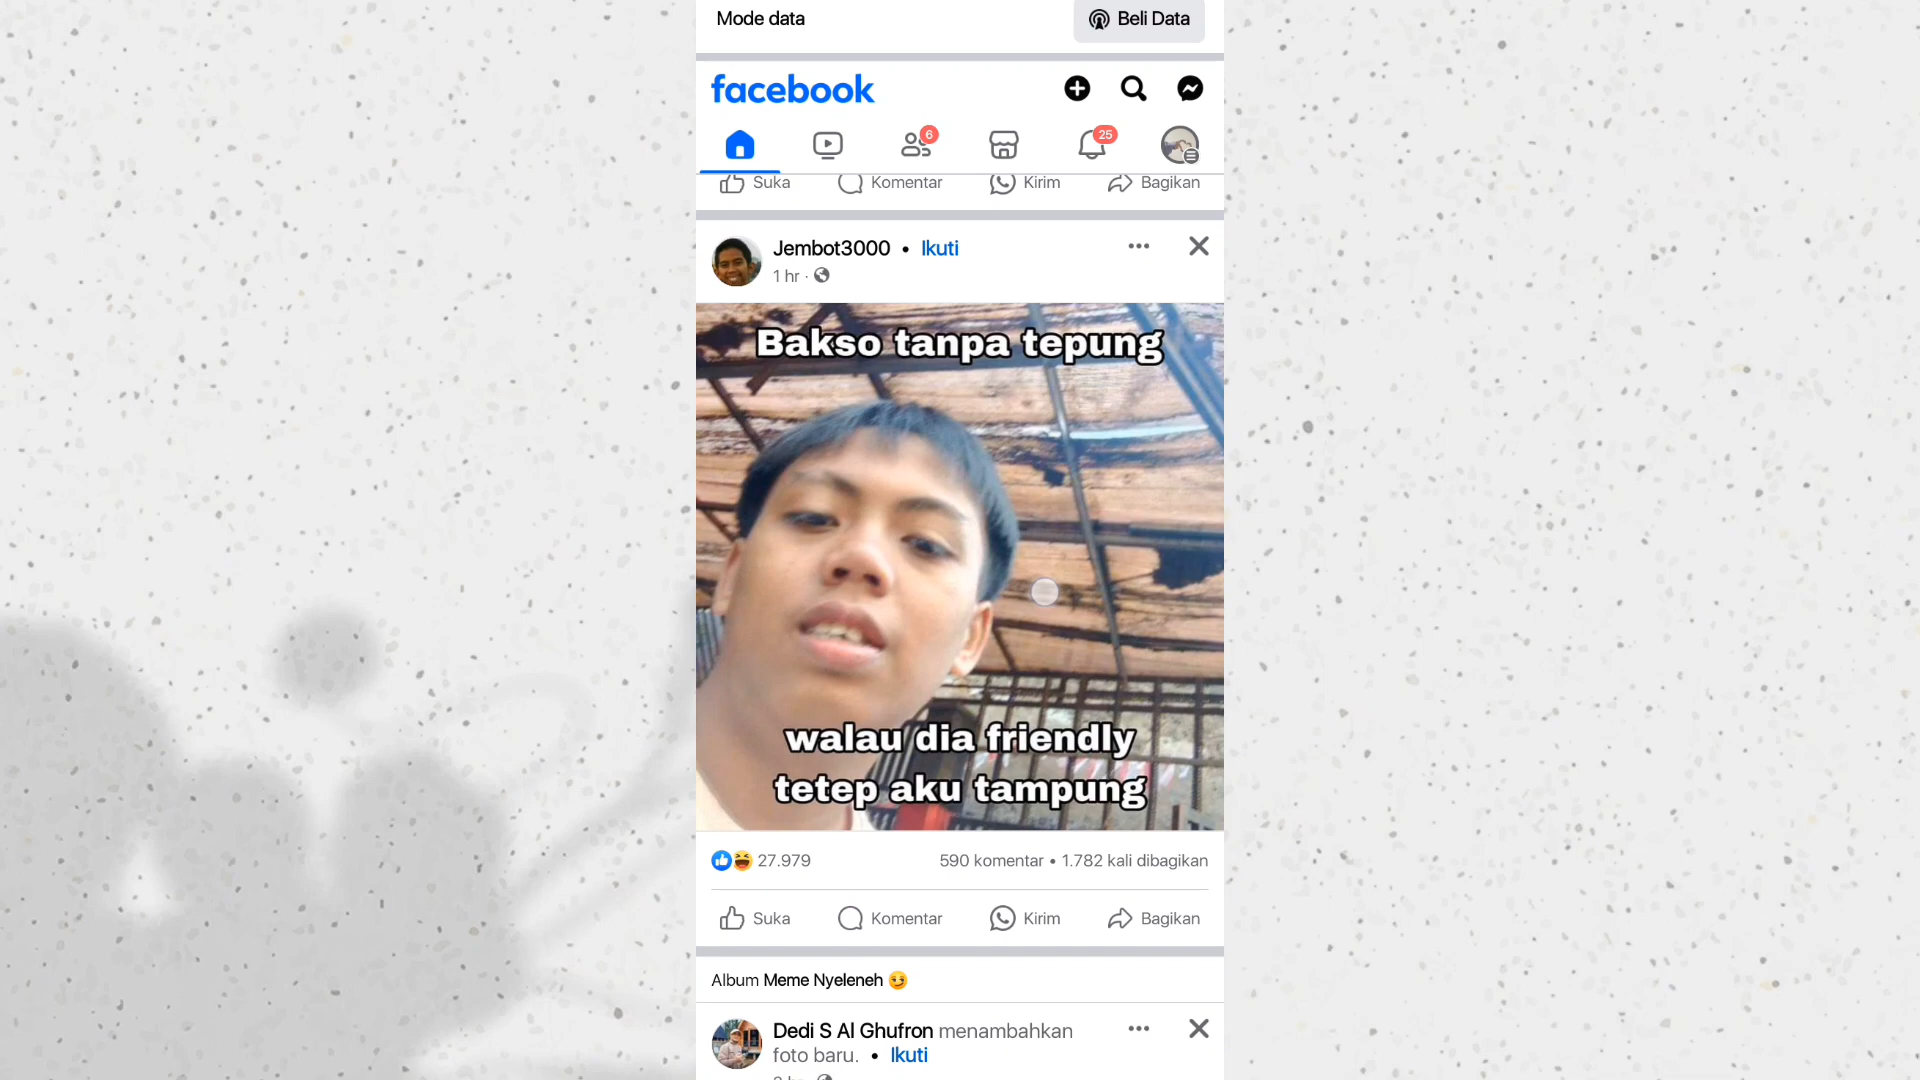 Mode data
Beli Data
facebook
6
25
Suka
Komentar
Kirim
Bagikan
Jembot3000 • Ikuti
1 hr ·
Bakso tanpa tepung
walau dia friendly
tetep aku tampung
27.979
590 komentar • 1.782 kali dibagikan
Suka
Komentar
Kirim
Bagikan
Album Meme Nyeleneh 😏
Dedi S Al Ghufron menambahkan
foto baru. • Ikuti